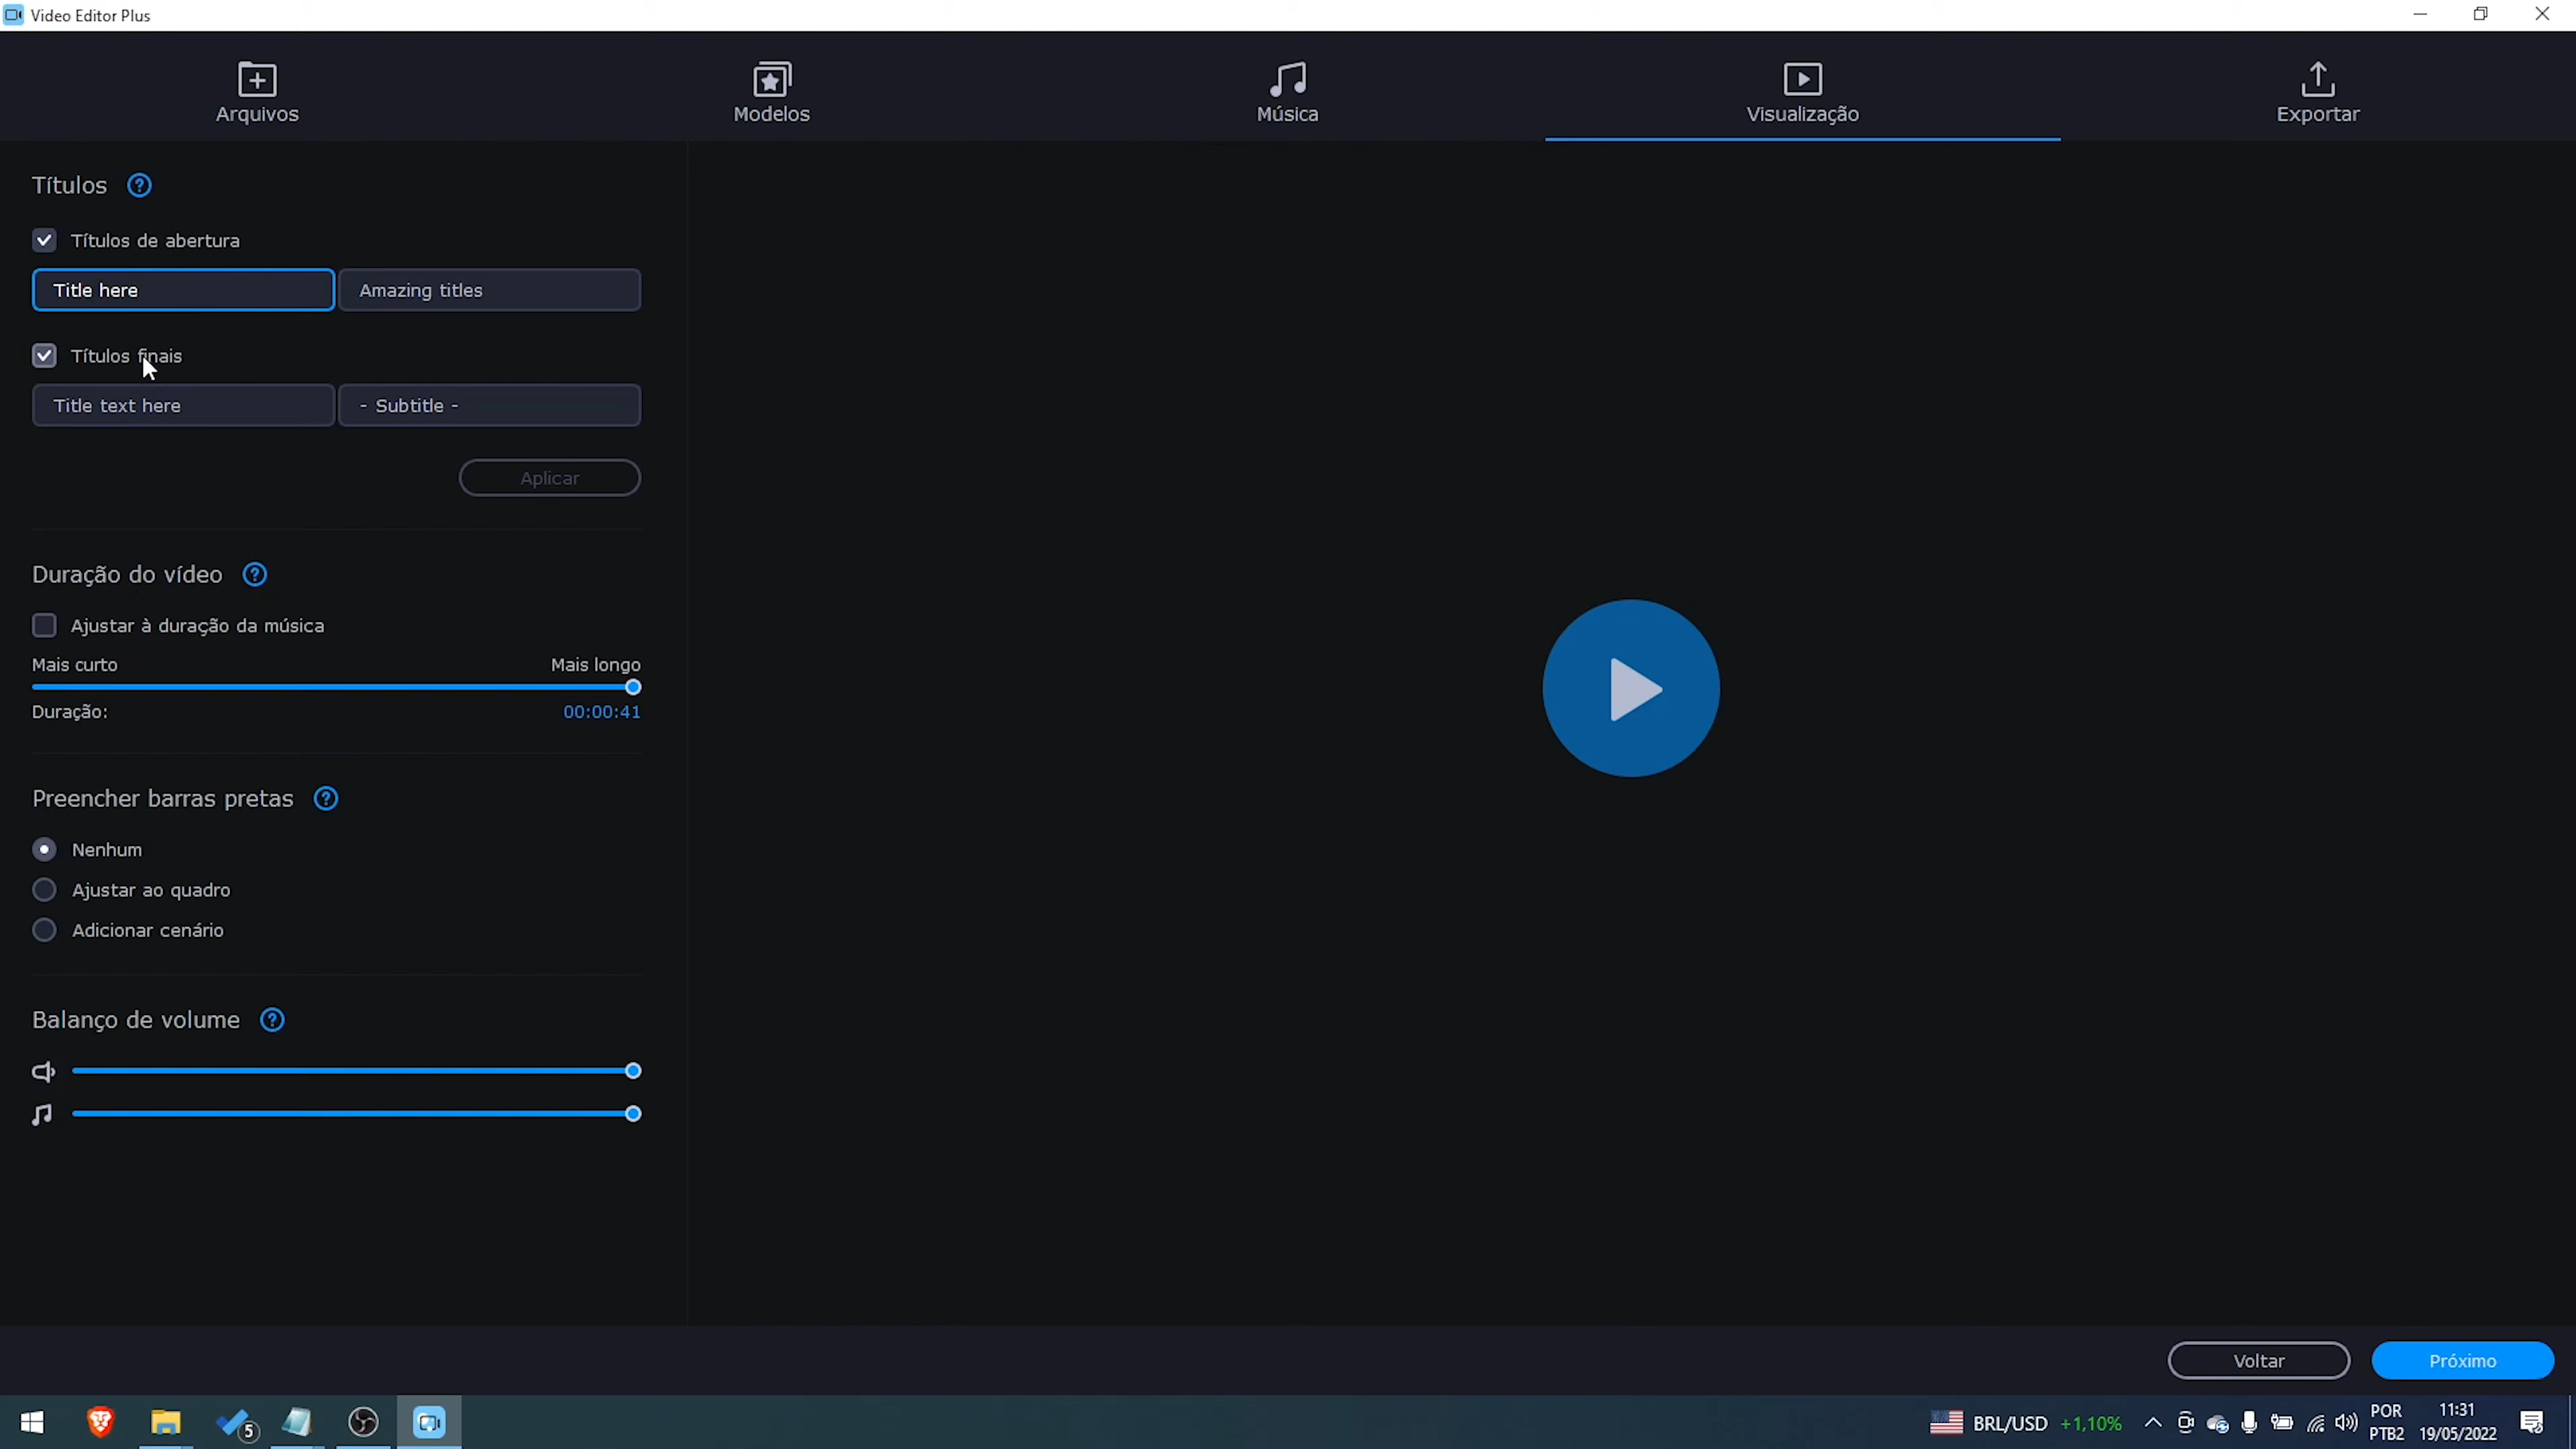 Video Editor Plus
Arquivos
Modelos
Música
Visualização
Exportar
Títulos
Títulos de abertura
Title here
Amazing titles
Títulos finais
Title text here
- Subtitle -
Aplicar
Duração do vídeo
Ajustar à duração da música
Mais curto
Mais longo
Duração:
00:00:41
Preencher barras pretas
Nenhum
Ajustar ao quadro
Adicionar cenário
Balanço de volume
Voltar
Próximo
5
BRL/USD +1,10%
POR
PTB2
11:31
19/05/2022